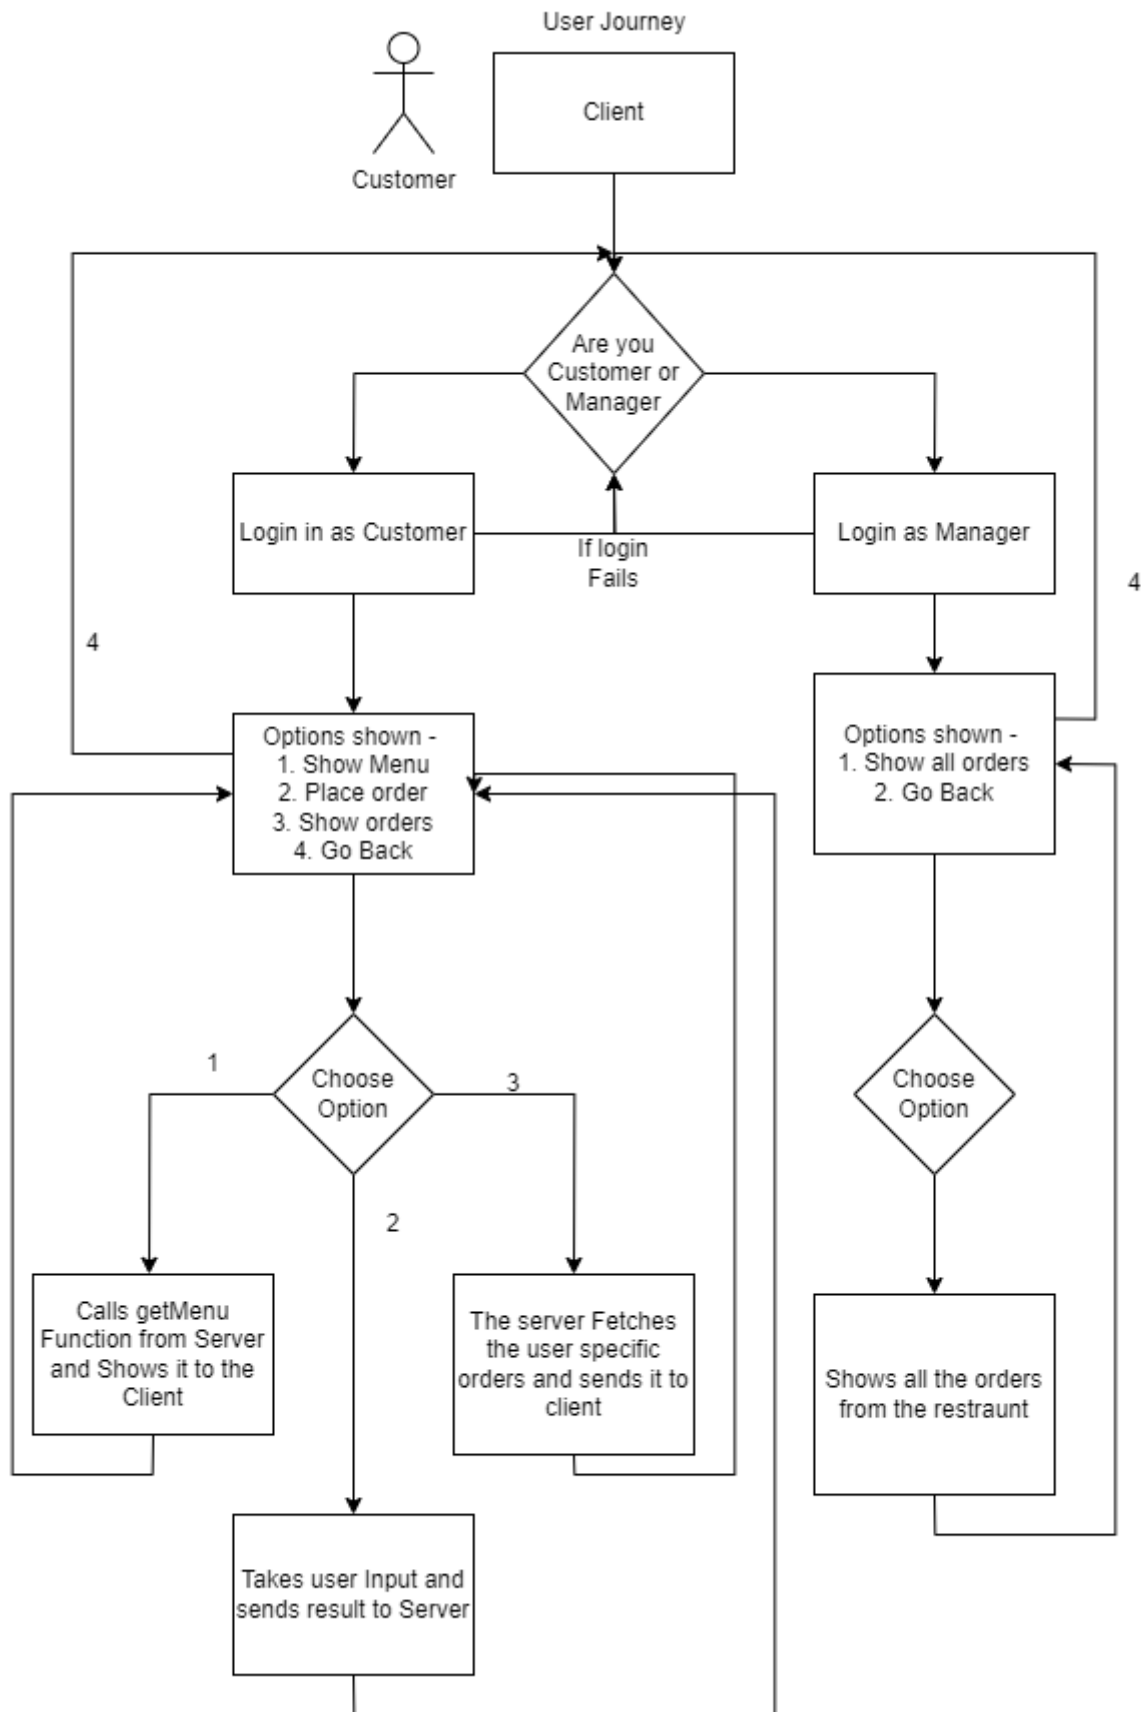 User Journey
Client
Customer
Are you
Customer or
Manager
Login in as Customer
Login as Manager
If login
Fails
4
4
Options shown -
1. Show Menu
2. Place order
3. Show orders
4. Go Back
Options shown -
1. Show all orders
2. Go Back
1
Choose
Option
3
2
Choose
Option
Calls getMenu
Function from Server
and Shows it to the
Client
The server Fetches
the user specific
orders and sends it to
client
Shows all the orders
from the restraunt
Takes user Input and
sends result to Server